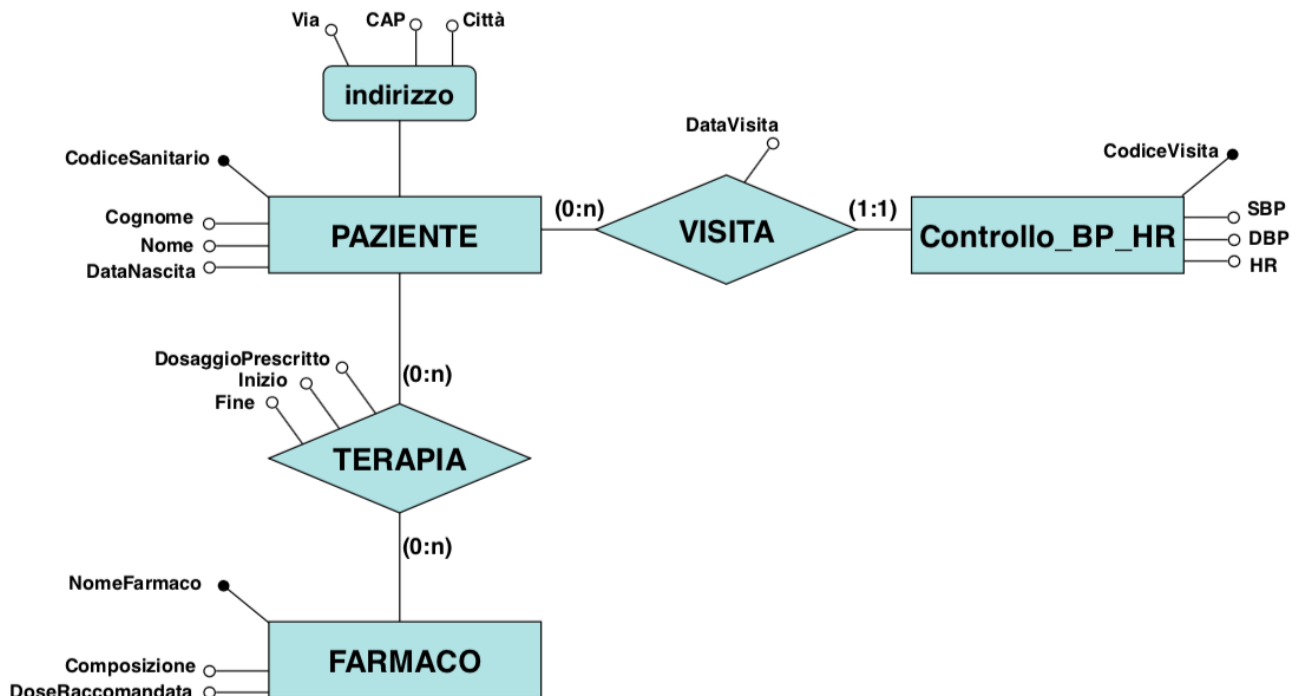 Via
CAP
Città
indirizzo
DataVisita
CodiceSanitario
CodiceVisita
Cognome
Nome
DataNascita
PAZIENTE
(0:n)
VISITA
(1:1)
Controllo_BP_HR
SBP
DBP
HR
DosaggioPrescritto
Inizio
Fine
(0:n)
TERAPIA
(0:n)
NomeFarmaco
FARMACO
Composizione
DoseRaccomandata